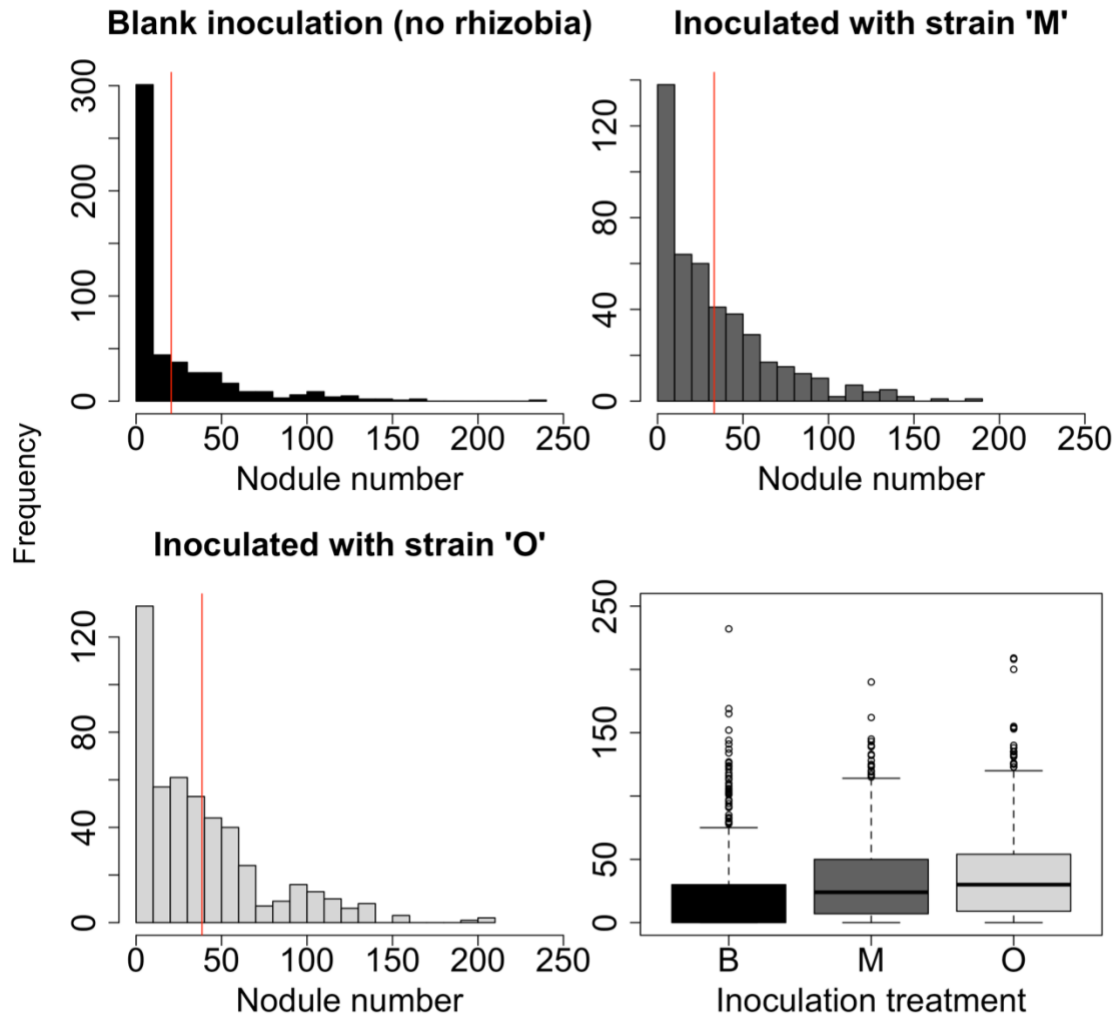 Blank inoculation (no rhizobia)
Inoculated with strain 'M'
Frequency
0 100 200 300
0 50 100 150 200 250
Nodule number
0 40 80 120
0 50 100 150 200 250
Nodule number
Inoculated with strain 'O'
0 40 80 120
0 50 100 150 200 250
Nodule number
0 50 150 250
B M O
Inoculation treatment